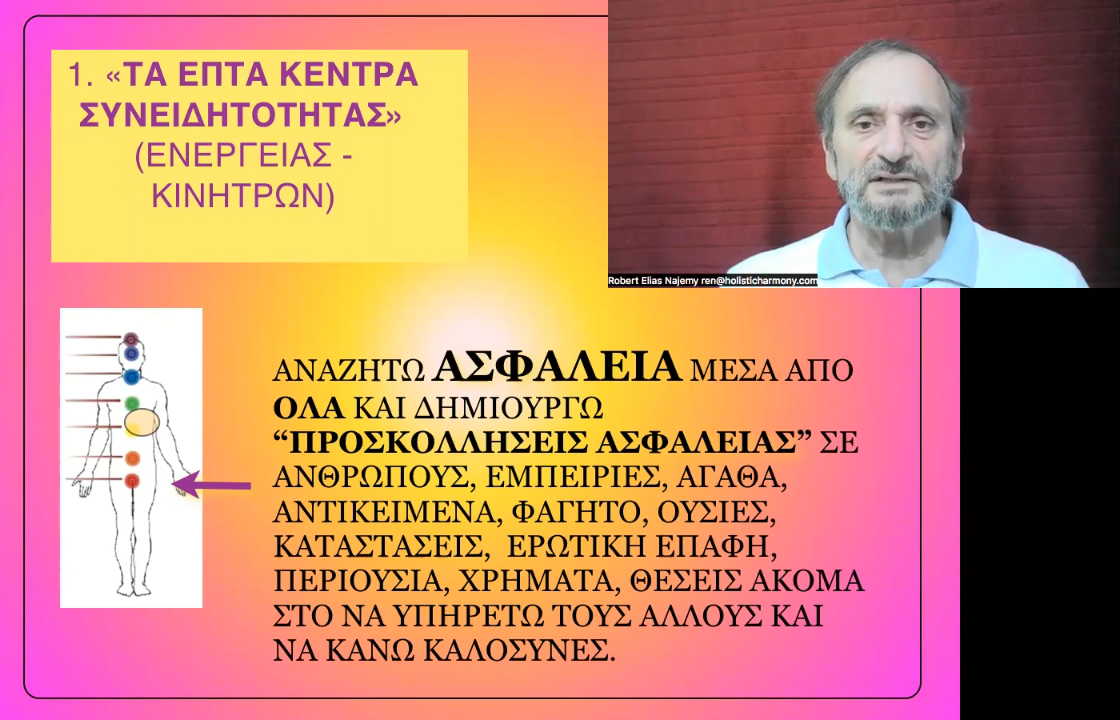 1. «ΤΑ ΕΠΤΑ ΚΕΝΤΡΑ
ΣΥΝΕΙΔΗΤΟΤΗΤΑΣ»
(ΕΝΕΡΓΕΙΑΣ -
ΚΙΝΗΤΡΩΝ)
Robert Elias Najemy ren@holisticharmony.com
ΑΝΑΖΗΤΩ ΑΣΦΑΛΕΙΑ ΜΕΣΑ ΑΠΟ
ΟΛΑ ΚΑΙ ΔΗΜΙΟΥΡΓΩ
“ΠΡΟΣΚΟΛΛΗΣΕΙΣ ΑΣΦΑΛΕΙΑΣ” ΣΕ
ΑΝΘΡΩΠΟΥΣ, ΕΜΠΕΙΡΙΕΣ, ΑΓΑΘΑ,
ΑΝΤΙΚΕΙΜΕΝΑ, ΦΑΓΗΤΟ, ΟΥΣΙΕΣ,
ΚΑΤΑΣΤΑΣΕΙΣ, ΕΡΩΤΙΚΗ ΕΠΑΦΗ,
ΠΕΡΙΟΥΣΙΑ, ΧΡΗΜΑΤΑ, ΘΕΣΕΙΣ ΑΚΟΜΑ
ΣΤΟ ΝΑ ΥΠΗΡΕΤΩ ΤΟΥΣ ΑΛΛΟΥΣ ΚΑΙ
ΝΑ ΚΑΝΩ ΚΑΛΟΣΥΝΕΣ.